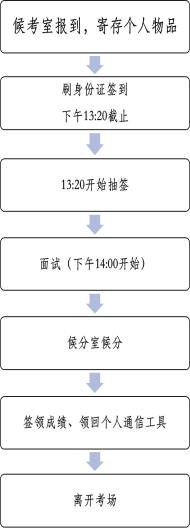 候考室报到，寄存个人物品
刷身份证签到
下午13:20截止
13:20开始抽签
面试（下午14:00开始）
候分室候分
签领成绩、领回个人通信工具
离开考场